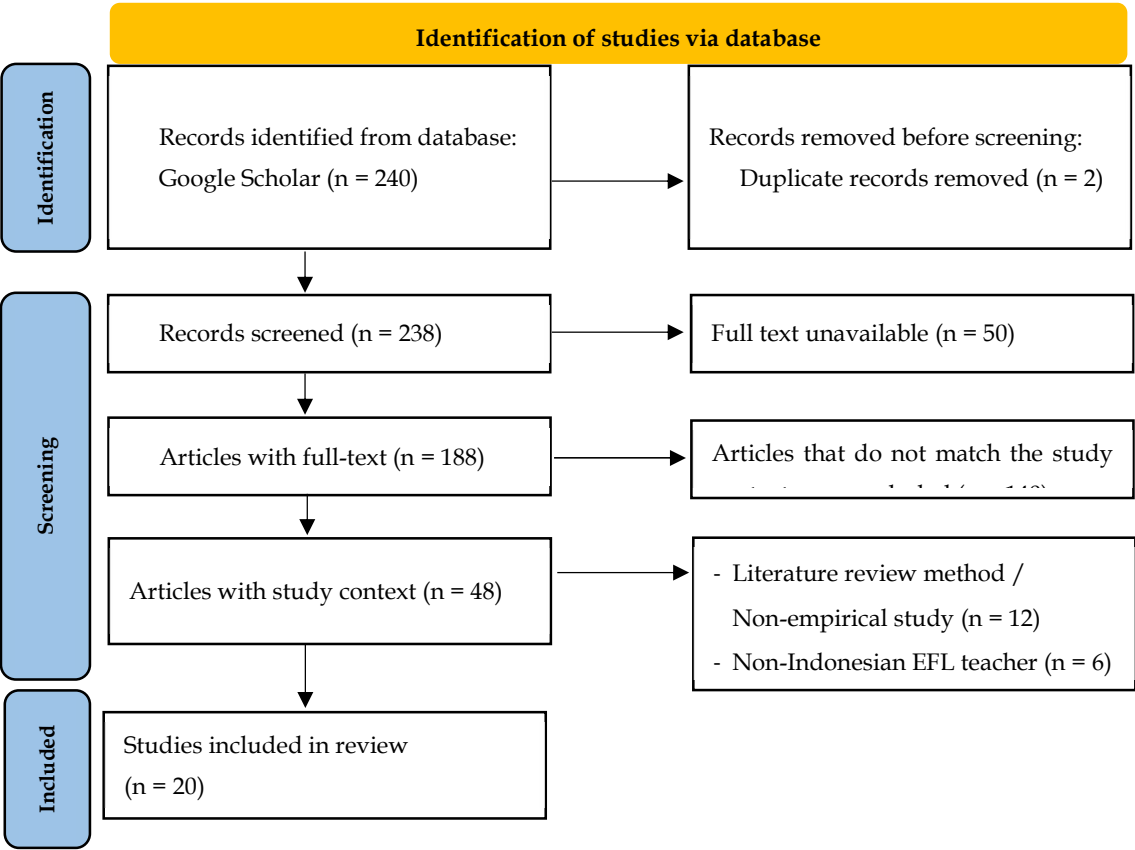 Identification of studies via database
Identification
Records identified from database:
Google Scholar (n = 240)
Records removed before screening:
Duplicate records removed (n = 2)
Screening
Records screened (n = 238)
Full text unavailable (n = 50)
Articles with full-text (n = 188)
Articles that do not match the study
Articles with study context (n = 48)
- Literature review method /
Non-empirical study (n = 12)
- Non-Indonesian EFL teacher (n = 6)
Included
Studies included in review
(n = 20)